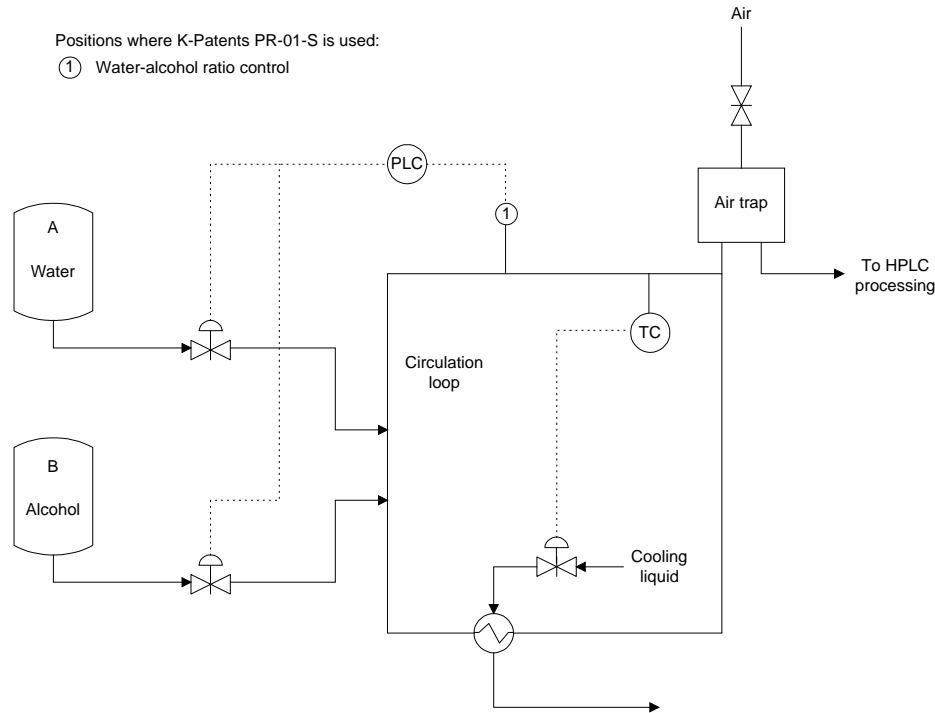 Positions where K-Patents PR-01-S is used:
1 Water-alcohol ratio control
Air
PLC
1
Air trap
A
Water
To HPLC
processing
TC
Circulation
loop
B
Alcohol
Cooling
liquid